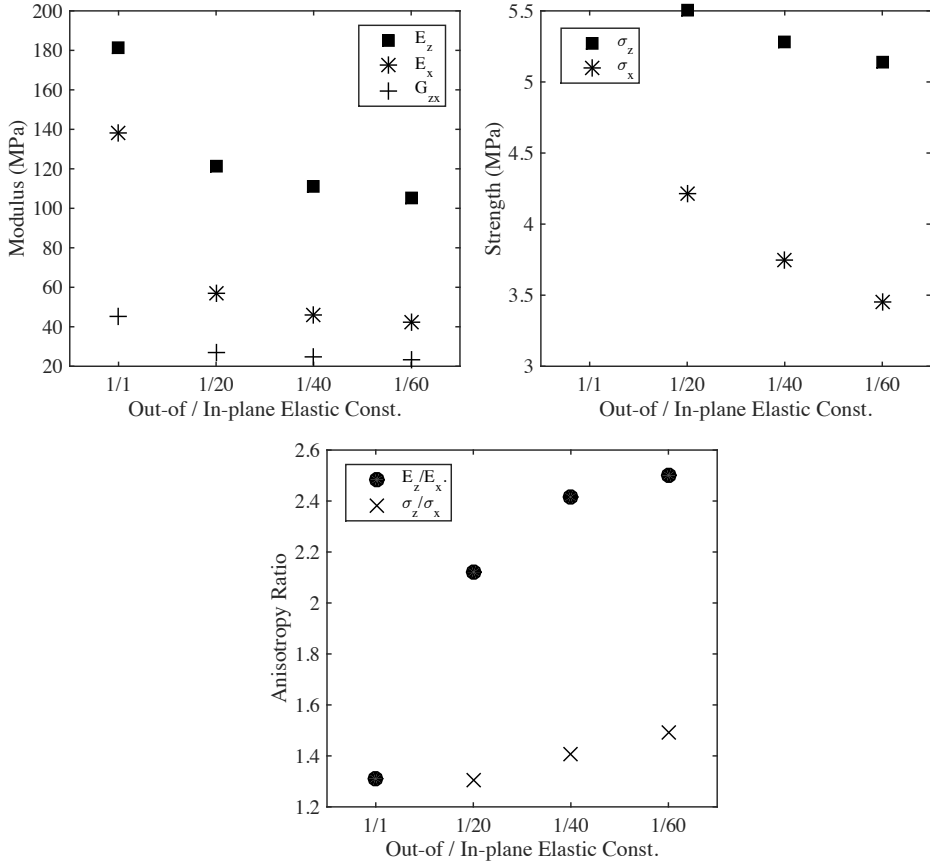 200
180
160
140
120
100
80
60
40
20
Modulus (MPa)
E_z
E_x
G_zx
1/1 1/20 1/40 1/60
Out-of / In-plane Elastic Const.
5.5
5
4.5
4
3.5
3
Strength (MPa)
σ_z
σ_x
1/1 1/20 1/40 1/60
Out-of / In-plane Elastic Const.
2.6
2.4
2.2
2
1.8
1.6
1.4
1.2
Anisotropy Ratio
E_z/E_x.
σ_z/σ_x
1/1 1/20 1/40 1/60
Out-of / In-plane Elastic Const.